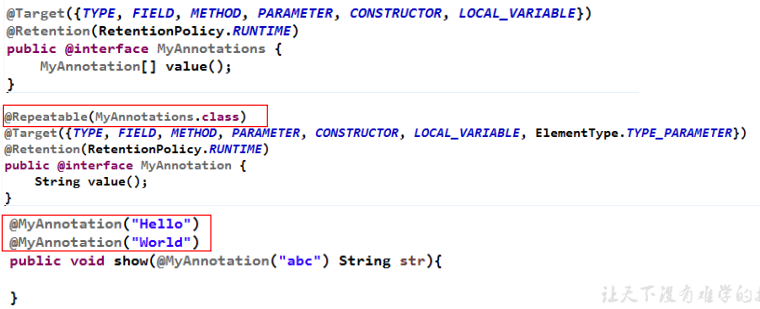 @Target({TYPE, FIELD, METHOD, PARAMETER, CONSTRUCTOR, LOCAL_VARIABLE})
@Retention(RetentionPolicy.RUNTIME)
public @interface MyAnnotations {
    MyAnnotation[] value();
}
@Repeatable(MyAnnotations.class)
@Target({TYPE, FIELD, METHOD, PARAMETER, CONSTRUCTOR, LOCAL_VARIABLE, ElementType.TYPE_PARAMETER})
@Retention(RetentionPolicy.RUNTIME)
public @interface MyAnnotation {
    String value();
}
@MyAnnotation("Hello")
@MyAnnotation("World")
public void show(@MyAnnotation("abc") String str){
}
让天下没有难学的